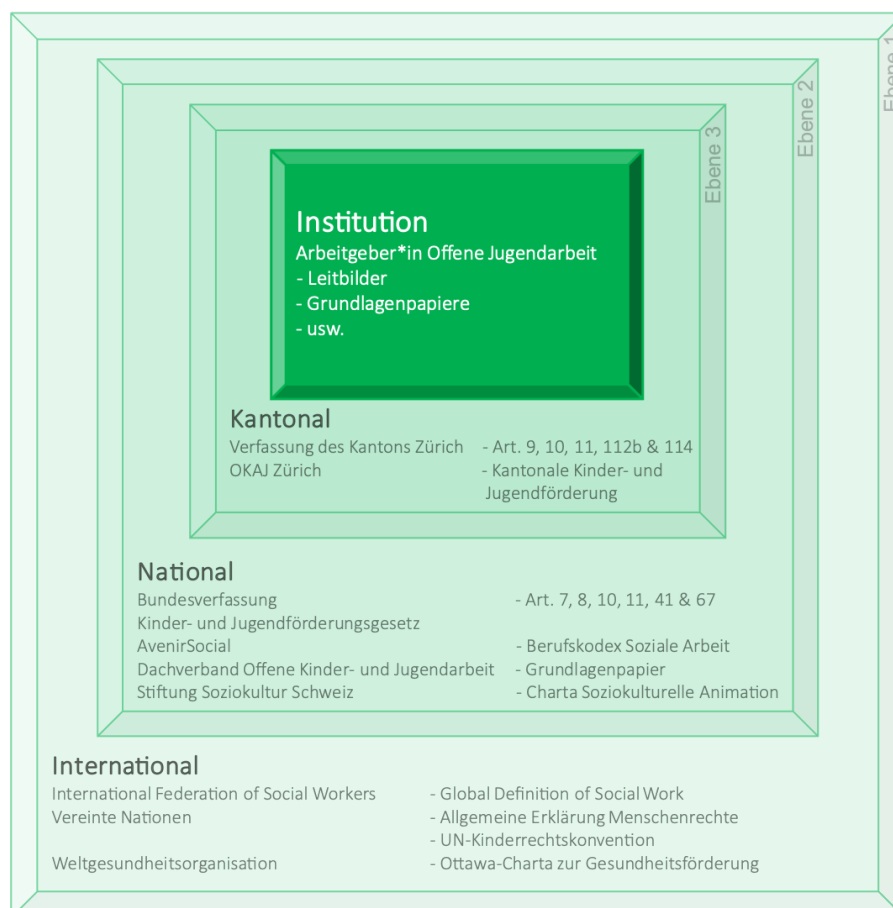 Ebene 1
Ebene 2
Ebene 3
Institution
Arbeitgeber*in Offene Jugendarbeit
- Leitbilder
- Grundlagenpapiere
- usw.
Kantonal
Verfassung des Kantons Zürich - Art. 9, 10, 11, 112b & 114
OKAJ Zürich - Kantonale Kinder- und
Jugendförderung
National
Bundesverfassung - Art. 7, 8, 10, 11, 41 & 67
Kinder- und Jugendförderungsgesetz
AvenirSocial - Berufskodex Soziale Arbeit
Dachverband Offene Kinder- und Jugendarbeit - Grundlagenpapier
Stiftung Soziokultur Schweiz - Charta Soziokulturelle Animation
International
International Federation of Social Workers - Global Definition of Social Work
Vereinte Nationen - Allgemeine Erklärung Menschenrechte
- UN-Kinderrechtskonvention
Weltgesundheitsorganisation - Ottawa-Charta zur Gesundheitsförderung